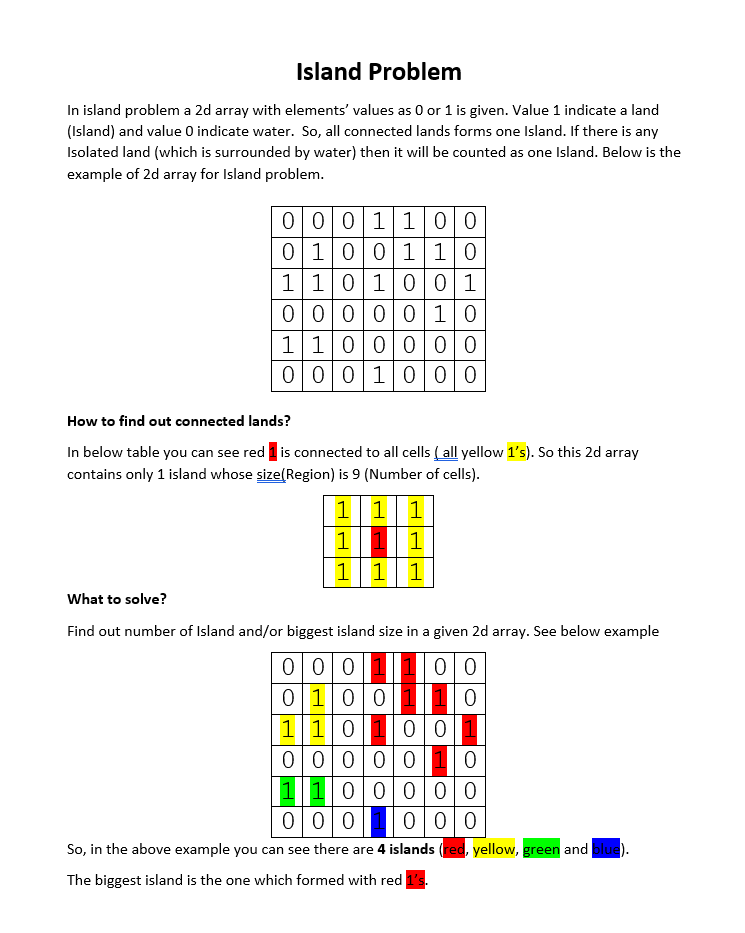 Island Problem
In island problem a 2d array with elements’ values as 0 or 1 is given. Value 1 indicate a land
(Island) and value 0 indicate water.  So, all connected lands forms one Island. If there is any
Isolated land (which is surrounded by water) then it will be counted as one Island. Below is the
example of 2d array for Island problem.
0 0 0 1 1 0 0
0 1 0 0 1 1 0
1 1 0 1 0 0 1
0 0 0 0 0 1 0
1 1 0 0 0 0 0
0 0 0 1 0 0 0
How to find out connected lands?
In below table you can see red 1 is connected to all cells ( all yellow 1’s). So this 2d array
contains only 1 island whose size(Region) is 9 (Number of cells).
1 1 1
1 1 1
1 1 1
What to solve?
Find out number of Island and/or biggest island size in a given 2d array. See below example
0 0 0 1 1 0 0
0 1 0 0 1 1 0
1 1 0 1 0 0 1
0 0 0 0 0 1 0
1 1 0 0 0 0 0
0 0 0 1 0 0 0
So, in the above example you can see there are 4 islands (red, yellow, green and blue).
The biggest island is the one which formed with red 1’s.